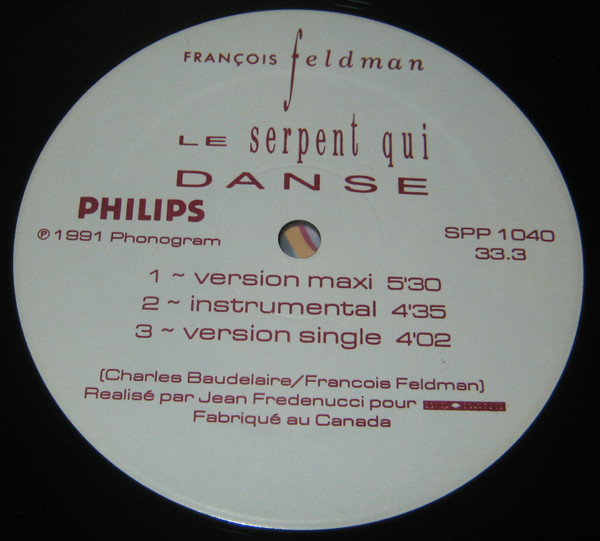 FRANÇOIS feldman
LE serpent qui
DANSE
PHILIPS
℗ 1991 Phonogram
SPP 1040
33.3
1 ~ version maxi 5'30
2 ~ instrumental 4'35
3 ~ version single 4'02
(Charles Baudelaire/Francois Feldman)
Realisé par Jean Fredenucci pour
Fabriqué au Canada